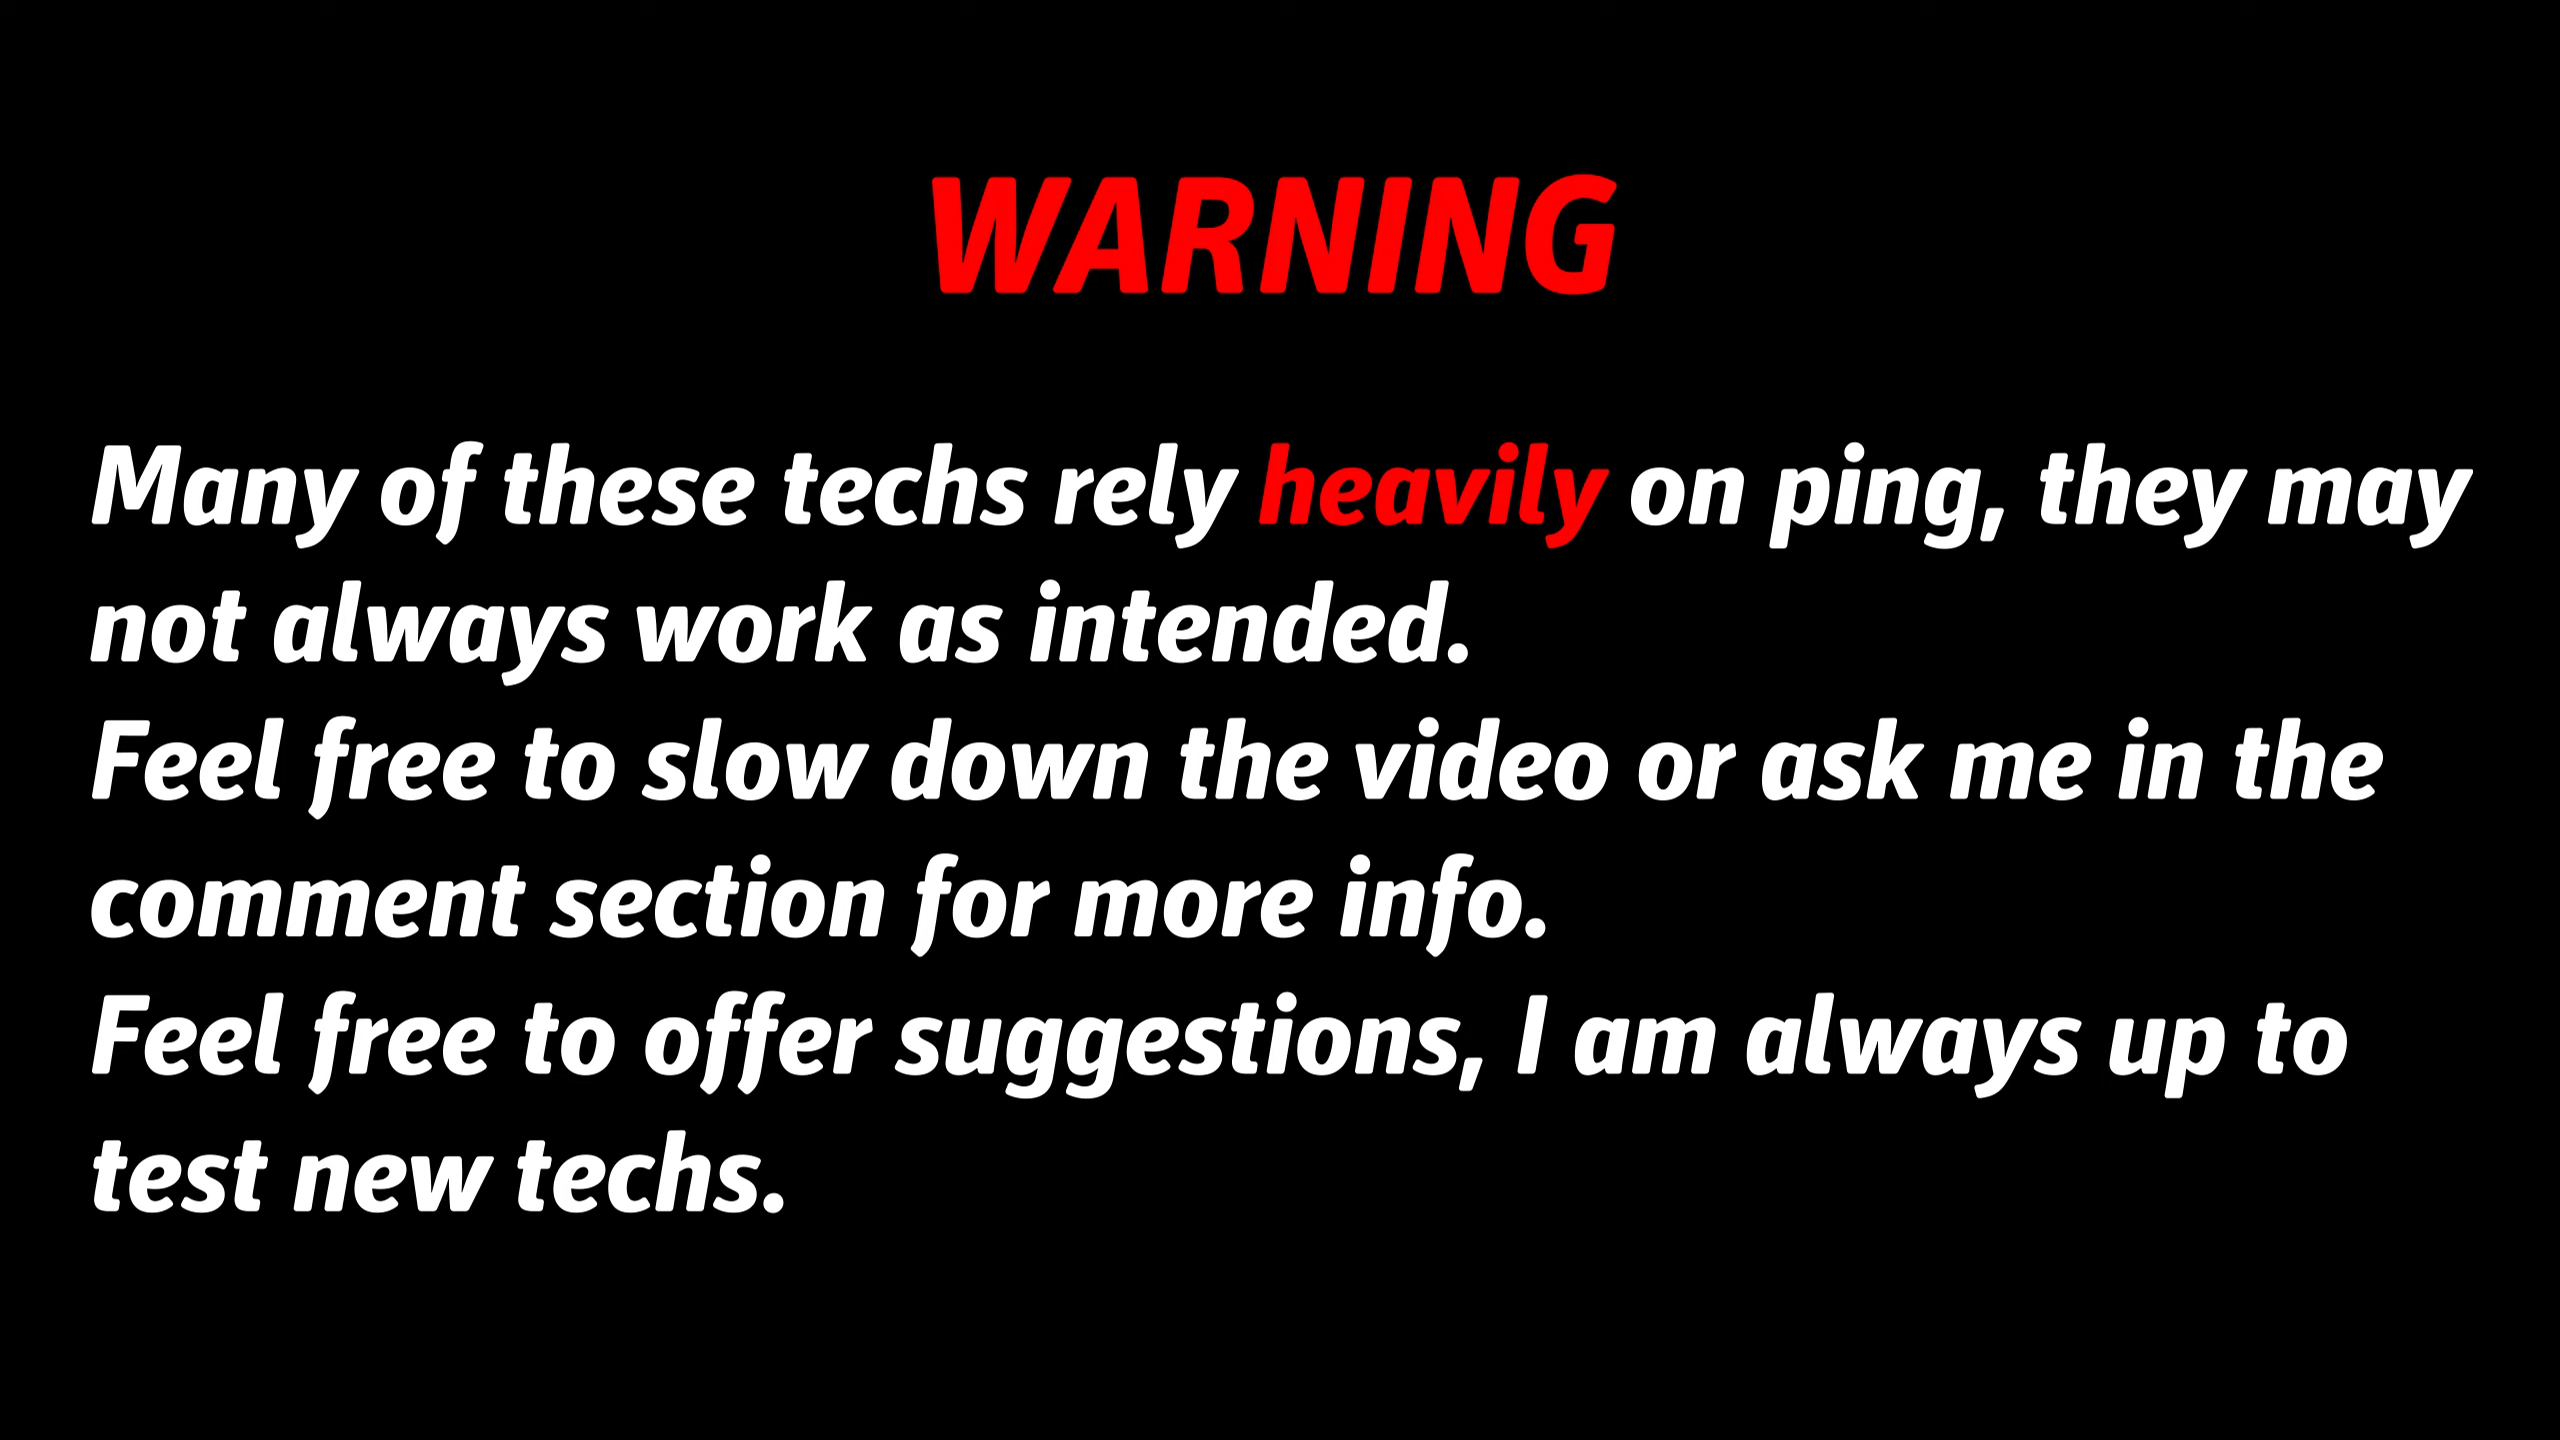 WARNING
Many of these techs rely heavily on ping, they may
not always work as intended.
Feel free to slow down the video or ask me in the
comment section for more info.
Feel free to offer suggestions, I am always up to
test new techs.